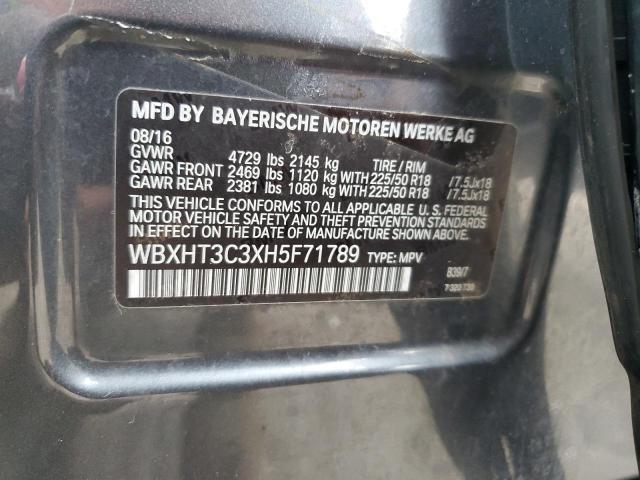 MFD BY BAYERISCHE MOTOREN WERKE AG
08/16
GVWR 4729 lbs 2145 kg TIRE / RIM
GAWR FRONT 2469 lbs 1120 kg WITH 225/50 R18 /7.5Jx18
GAWR REAR 2381 lbs 1080 kg WITH 225/50 R18 /7.5Jx18
THIS VEHICLE CONFORMS TO ALL APPLICABLE U.S. FEDERAL
MOTOR VEHICLE SAFETY AND THEFT PREVENTION STANDARDS
IN EFFECT ON THE DATE OF MANUFACTURE SHOWN ABOVE.
WBXHT3C3XH5F71789 TYPE: MPV
B39/7
7 320 739